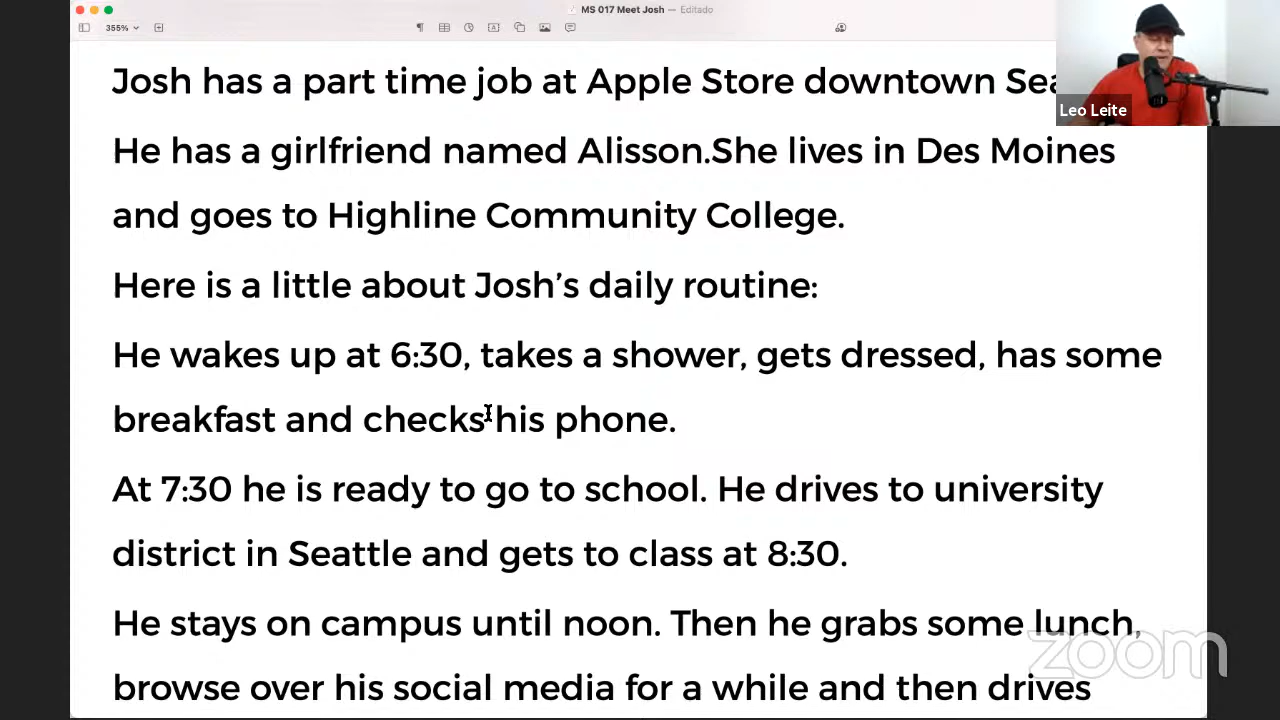 MS 017 Meet Josh — Editado
355%
Josh has a part time job at Apple Store downtown
Leo Leite
He has a girlfriend named Alisson.She lives in Des Moines
and goes to Highline Community College.
Here is a little about Josh’s daily routine:
He wakes up at 6:30, takes a shower, gets dressed, has some
breakfast and checks his phone.
At 7:30 he is ready to go to school. He drives to university
district in Seattle and gets to class at 8:30.
He stays on campus until noon. Then he grabs some lunch,
browse over his social media for a while and then drives
zoom